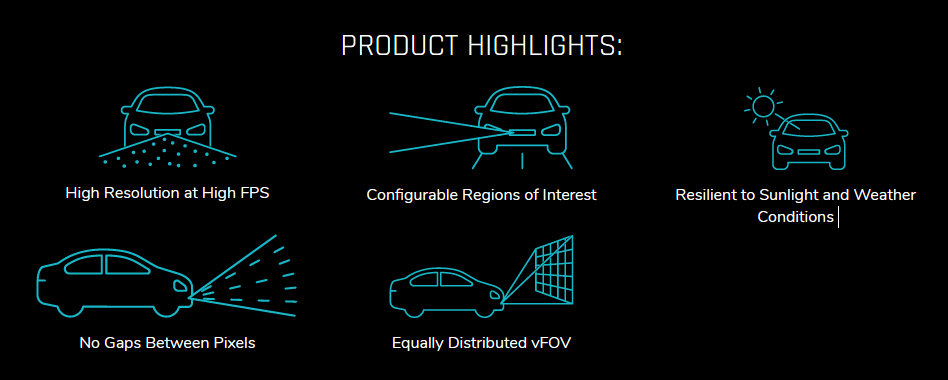 PRODUCT HIGHLIGHTS:
High Resolution at High FPS
Configurable Regions of Interest
Resilient to Sunlight and Weather
Conditions
No Gaps Between Pixels
Equally Distributed vFOV